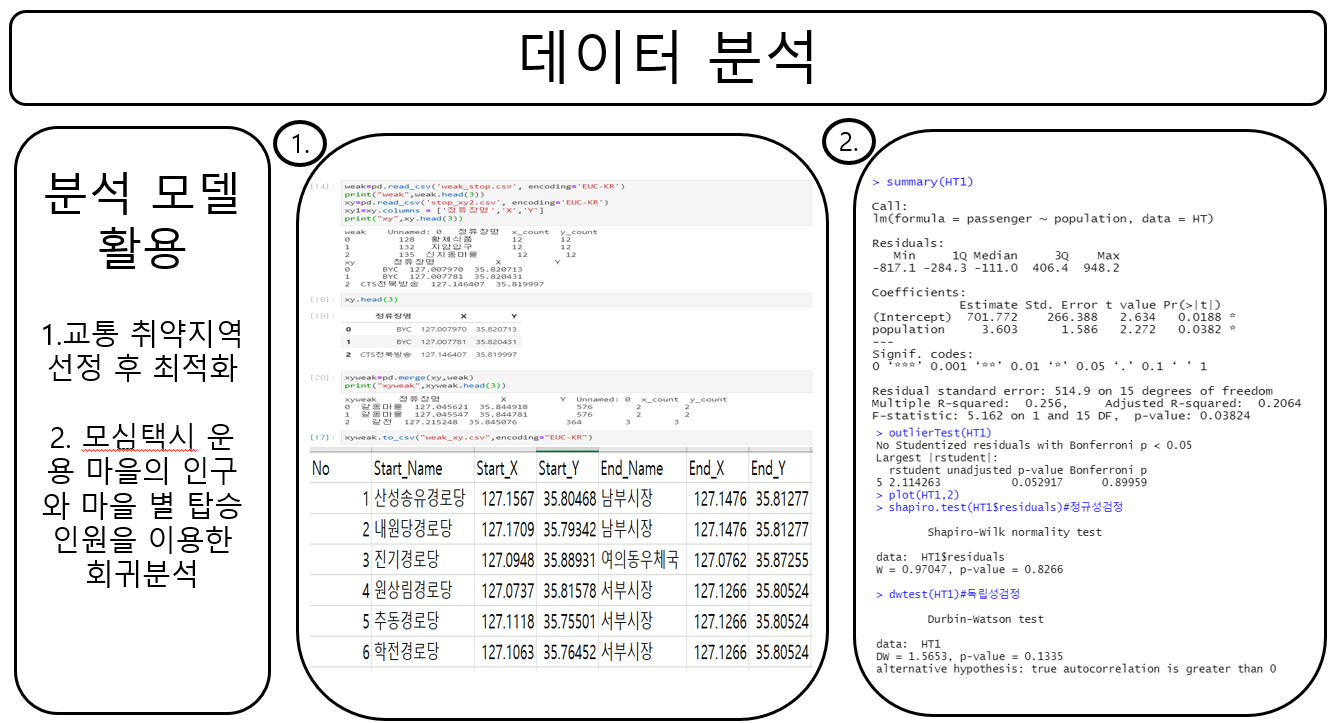 데이터 분석
분석 모델
활용
1.교통 취약지역
선정 후 최적화
2. 모심택시 운
용 마을의 인구
와 마을 별 탑승
인원을 이용한
회귀분석
1.
[14]: weak=pd.read_csv('weak_stop.csv', encoding='EUC-KR')
print("weak",weak.head(3))
xy=pd.read_csv('stop_xy2.csv', encoding='EUC-KR')
xy1=xy.columns = ['정류장명','X','Y']
print("xy",xy.head(3))
weak Unnamed: 0 정류장명 x_count y_count
0 128 황제식품 12 12
1 132 지암입구 12 12
2 135 신지동마을 12 12
xy 정류장명 X Y
0 BYC 127.007970 35.820713
1 BYC 127.007781 35.820431
2 CTS전북방송 127.146407 35.819997
[18]: xy.head(3)
[18]: 정류장명 X Y
0 BYC 127.007970 35.820713
1 BYC 127.007781 35.820431
2 CTS전북방송 127.146407 35.819997
[20]: xyweak=pd.merge(xy,weak)
print("xyweak",xyweak.head(3))
xyweak 정류장명 X Y Unnamed: 0 x_count y_count
0 갈동마을 127.045621 35.844918 576 2 2
1 갈동마을 127.045547 35.844781 576 2 2
2 갈전 127.215248 35.845076 364 3 3
[17]: xyweak.to_csv("weak_xy.csv",encoding="EUC-KR")
No Start_Name Start_X Start_Y End_Name End_X End_Y
1 산성송유경로당 127.1567 35.80468 남부시장 127.1476 35.81277
2 내원당경로당 127.1709 35.79342 남부시장 127.1476 35.81277
3 진기경로당 127.0948 35.88931 여의동우체국 127.0762 35.87255
4 원상림경로당 127.0737 35.81578 서부시장 127.1266 35.80524
5 추동경로당 127.1118 35.75501 서부시장 127.1266 35.80524
6 학전경로당 127.1063 35.76452 서부시장 127.1266 35.80524
2.
> summary(HT1)
Call:
lm(formula = passenger ~ population, data = HT)
Residuals:
Min 1Q Median 3Q Max
-817.1 -284.3 -111.0 406.4 948.2
Coefficients:
Estimate Std. Error t value Pr(>|t|)
(Intercept) 701.772 266.388 2.634 0.0188 *
population 3.603 1.586 2.272 0.0382 *
---
Signif. codes:
0 ‘***’ 0.001 ‘**’ 0.01 ‘*’ 0.05 ‘.’ 0.1 ‘ ’ 1
Residual standard error: 514.9 on 15 degrees of freedom
Multiple R-squared: 0.256, Adjusted R-squared: 0.2064
F-statistic: 5.162 on 1 and 15 DF, p-value: 0.03824
> outlierTest(HT1)
No Studentized residuals with Bonferroni p < 0.05
Largest |rstudent|:
rstudent unadjusted p-value Bonferroni p
5 2.114263 0.052917 0.89959
> plot(HT1,2)
> shapiro.test(HT1$residuals)#정규성검정
Shapiro-Wilk normality test
data: HT1$residuals
W = 0.97047, p-value = 0.8266
> dwtest(HT1)#독립성검정
Durbin-Watson test
data: HT1
DW = 1.5653, p-value = 0.1335
alternative hypothesis: true autocorrelation is greater than 0